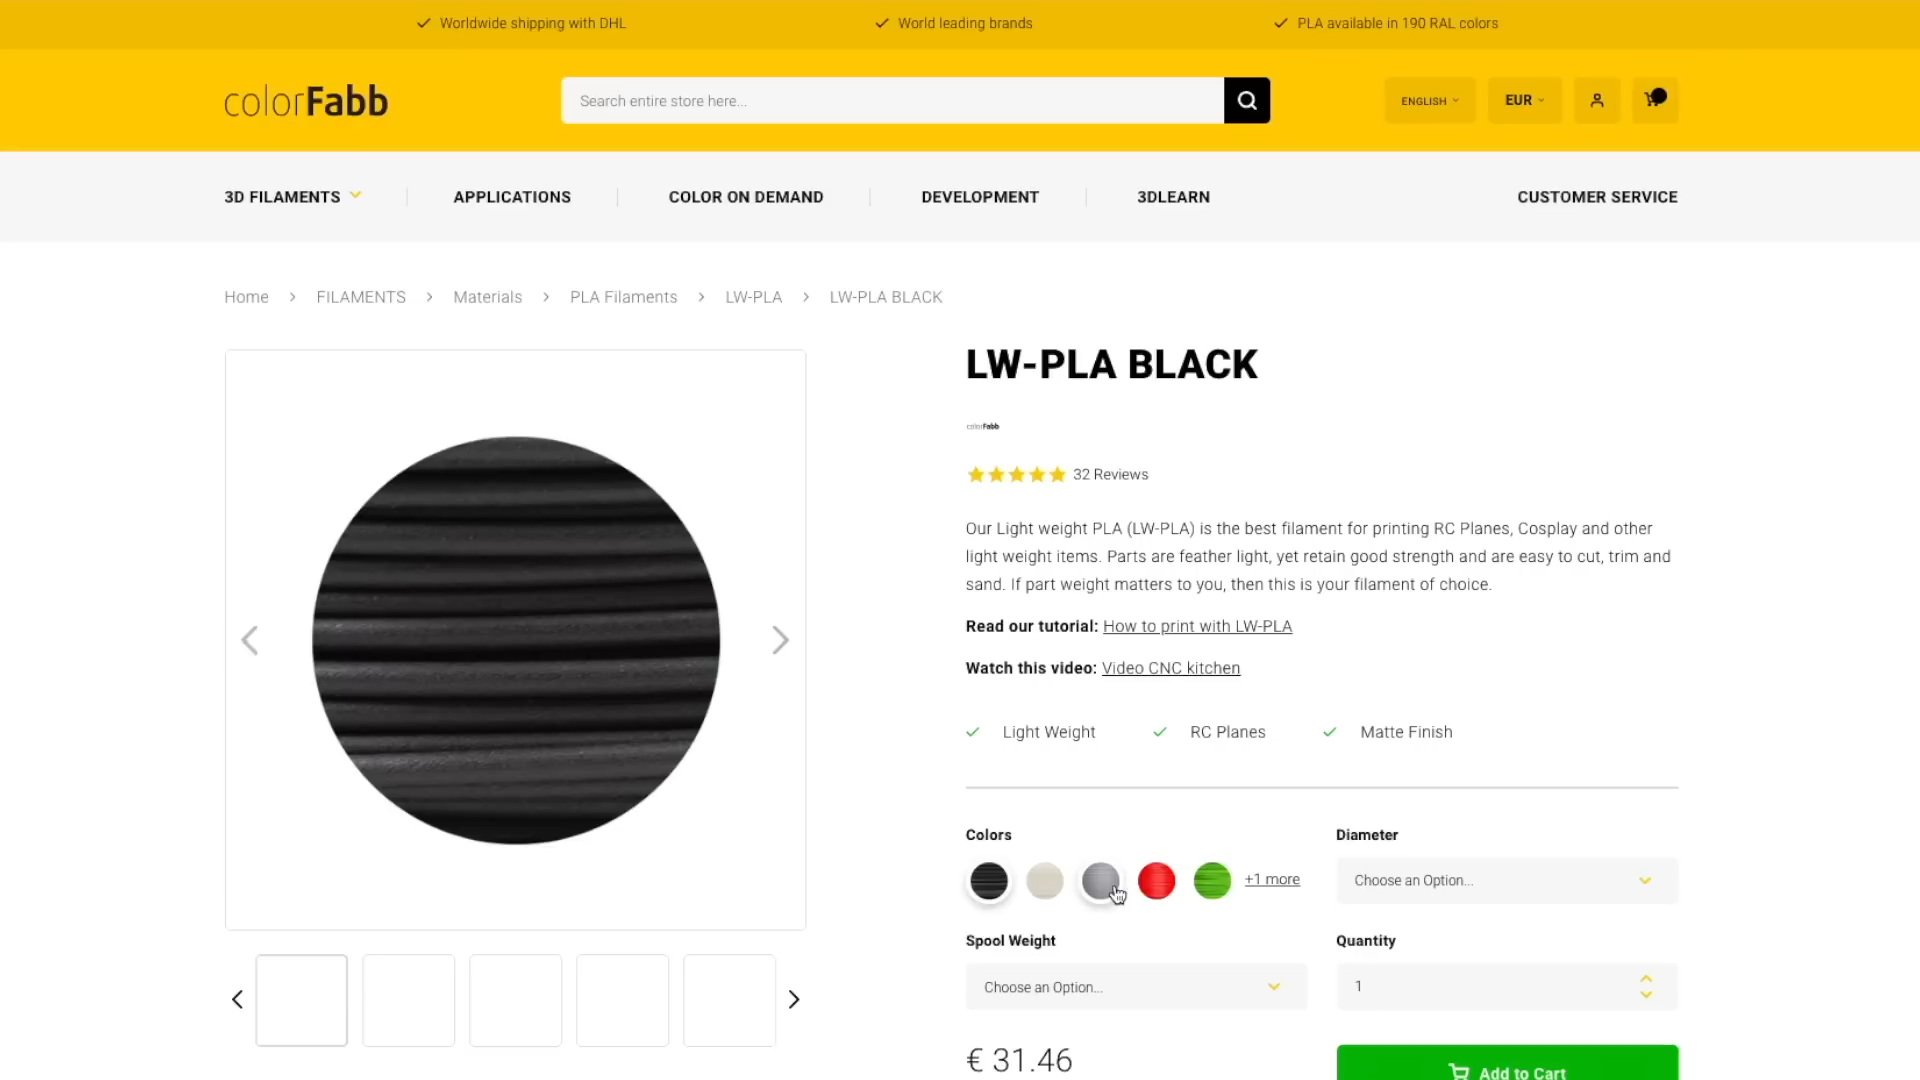 Worldwide shipping with DHL
World leading brands
PLA available in 190 RAL colors
colorFabb
Search entire store here...
ENGLISH
EUR
3D FILAMENTS
APPLICATIONS
COLOR ON DEMAND
DEVELOPMENT
3DLEARN
CUSTOMER SERVICE
Home > FILAMENTS > Materials > PLA Filaments > LW-PLA > LW-PLA BLACK
LW-PLA BLACK
colorFabb
32 Reviews
Our Light weight PLA (LW-PLA) is the best filament for printing RC Planes, Cosplay and other
light weight items. Parts are feather light, yet retain good strength and are easy to cut, trim and
sand. If part weight matters to you, then this is your filament of choice.
Read our tutorial: How to print with LW-PLA
Watch this video: Video CNC kitchen
Light Weight
RC Planes
Matte Finish
Colors
+1 more
Diameter
Choose an Option...
Spool Weight
Choose an Option...
Quantity
1
€ 31.46
Add to Cart